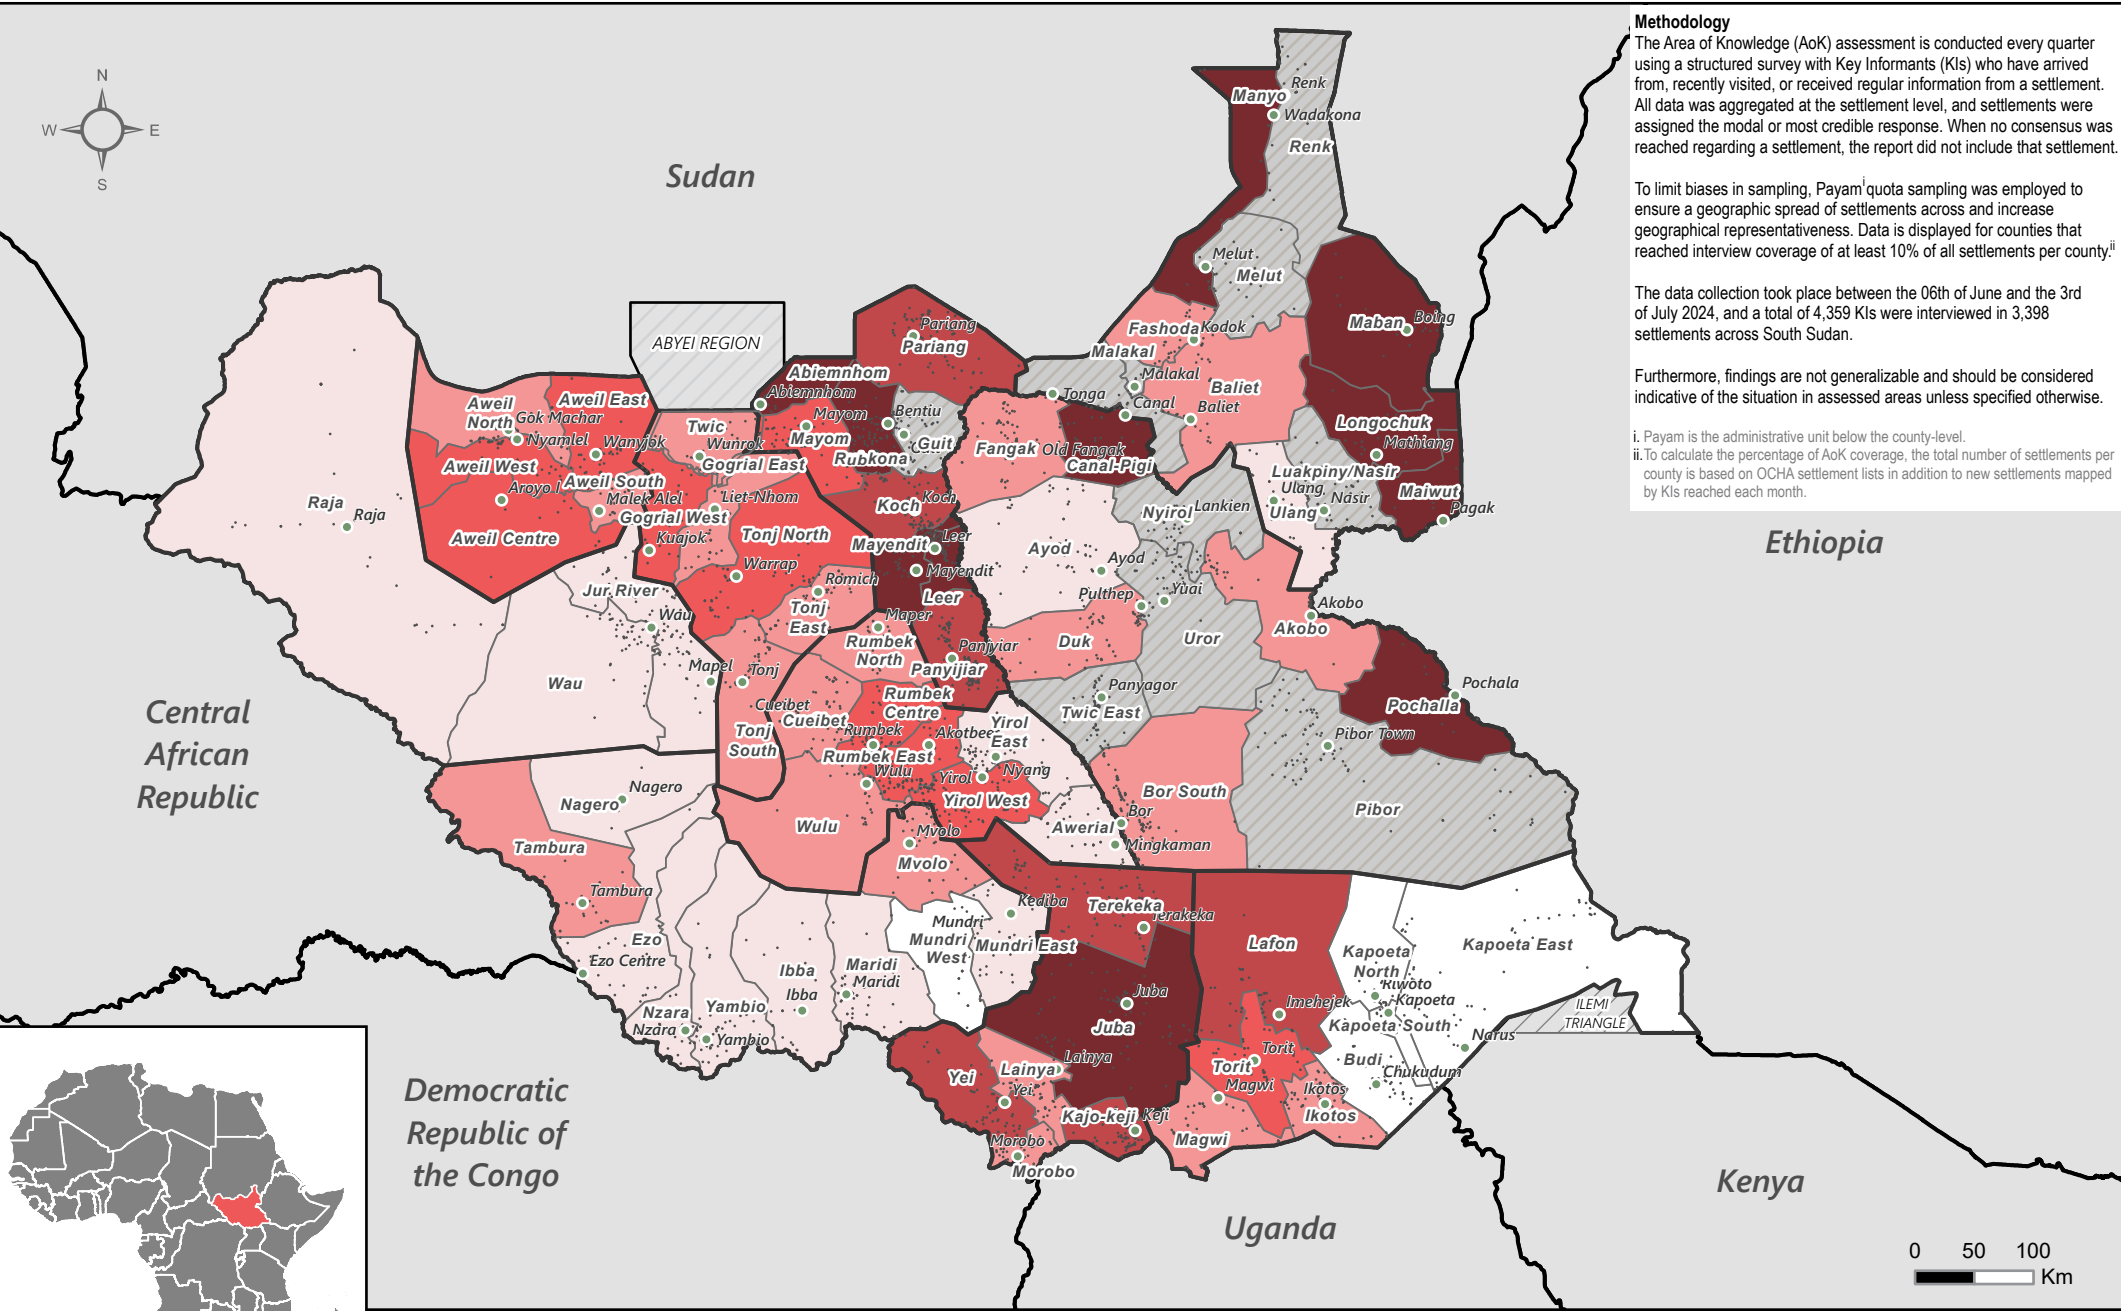 Methodology
The Area of Knowledge (AoK) assessment is conducted every quarter
using a structured survey with Key Informants (KIs) who have arrived
from, recently visited, or received regular information from a settlement.
All data was aggregated at the settlement level, and settlements were
assigned the modal or most credible response. When no consensus was
reached regarding a settlement, the report did not include that settlement.
To limit biases in sampling, Payam i quota sampling was employed to
ensure a geographic spread of settlements across and increase
geographical representativeness. Data is displayed for counties that
reached interview coverage of at least 10% of all settlements per county. ii
The data collection took place between the 06th of June and the 3rd
of July 2024, and a total of 4,359 KIs were interviewed in 3,398
settlements across South Sudan.
Furthermore, findings are not generalizable and should be considered
indicative of the situation in assessed areas unless specified otherwise.
i. Payam is the administrative unit below the county-level.
ii. To calculate the percentage of AoK coverage, the total number of settlements per
county is based on OCHA settlement lists in addition to new settlements mapped
by KIs reached each month.
N
W
E
S
Sudan
Ethiopia
Central
African
Republic
Democratic
Republic of
the Congo
Uganda
Kenya
ABYEI REGION
ILEMI
TRIANGLE
Renk
Manyo
Wadakona
Renk
Melut
Melut
Maban
Boing
Fashoda
Kodok
Malakal
Malakal
Baliet
Baliet
Tonga
Canal
Longochuk
Mathiang
Luakpiny/Nasir
Ulang
Nasir
Ulang
Maiwut
Pagak
Pariang
Pariang
Abiemnhom
Abiemnhom
Mayom
Mayom
Bentiu
Guit
Rubkona
Koch
Koch
Mayendit
Leer
Mayendit
Leer
Panyjiar
Panyijiar
Fangak
Old Fangak
Canal-Pigi
Nyirol
Lankien
Ayod
Ayod
Pulthep
Yuai
Uror
Duk
Akobo
Akobo
Panyagor
Twic East
Pochala
Pochalla
Pibor Town
Pibor
Bor South
Bor
Aweil
North
Gok Machar
Nyamlel
Aweil East
Wanyjok
Aweil West
Aroyo
Aweil South
Malek Alel
Aweil Centre
Twic
Wunrok
Gogrial East
Liet-Nhom
Gogrial West
Kuajok
Tonj North
Warrap
Romich
Tonj
East
Tonj
Tonj
South
Raja
Raja
Jur River
Wau
Wau
Mapel
Maper
Rumbek
North
Rumbek
Centre
Cueibet
Cueibet
Rumbek
Rumbek East
Akotbee
Wulu
Wulu
Yirol
East
Nyang
Yirol
Yirol West
Awerial
Mingkaman
Nagero
Nagero
Tambura
Tambura
Ezo
Ezo Centre
Nzara
Nzara
Yambio
Yambio
Ibba
Ibba
Maridi
Maridi
Mvolo
Mvolo
Mundri
Mundri
West
Kediba
Mundri East
Terekeka
Terakeka
Juba
Juba
Lainya
Lainya
Yei
Yei
Morobo
Morobo
Kajo-keji
Keji
Lafon
Imehejek
Torit
Torit
Magwi
Magwi
Ikotos
Ikotos
Kapoeta
North
Riwoto
Kapoeta
Kapoeta South
Kapoeta East
Narus
Budi
Chukudum
0 50 100
Km